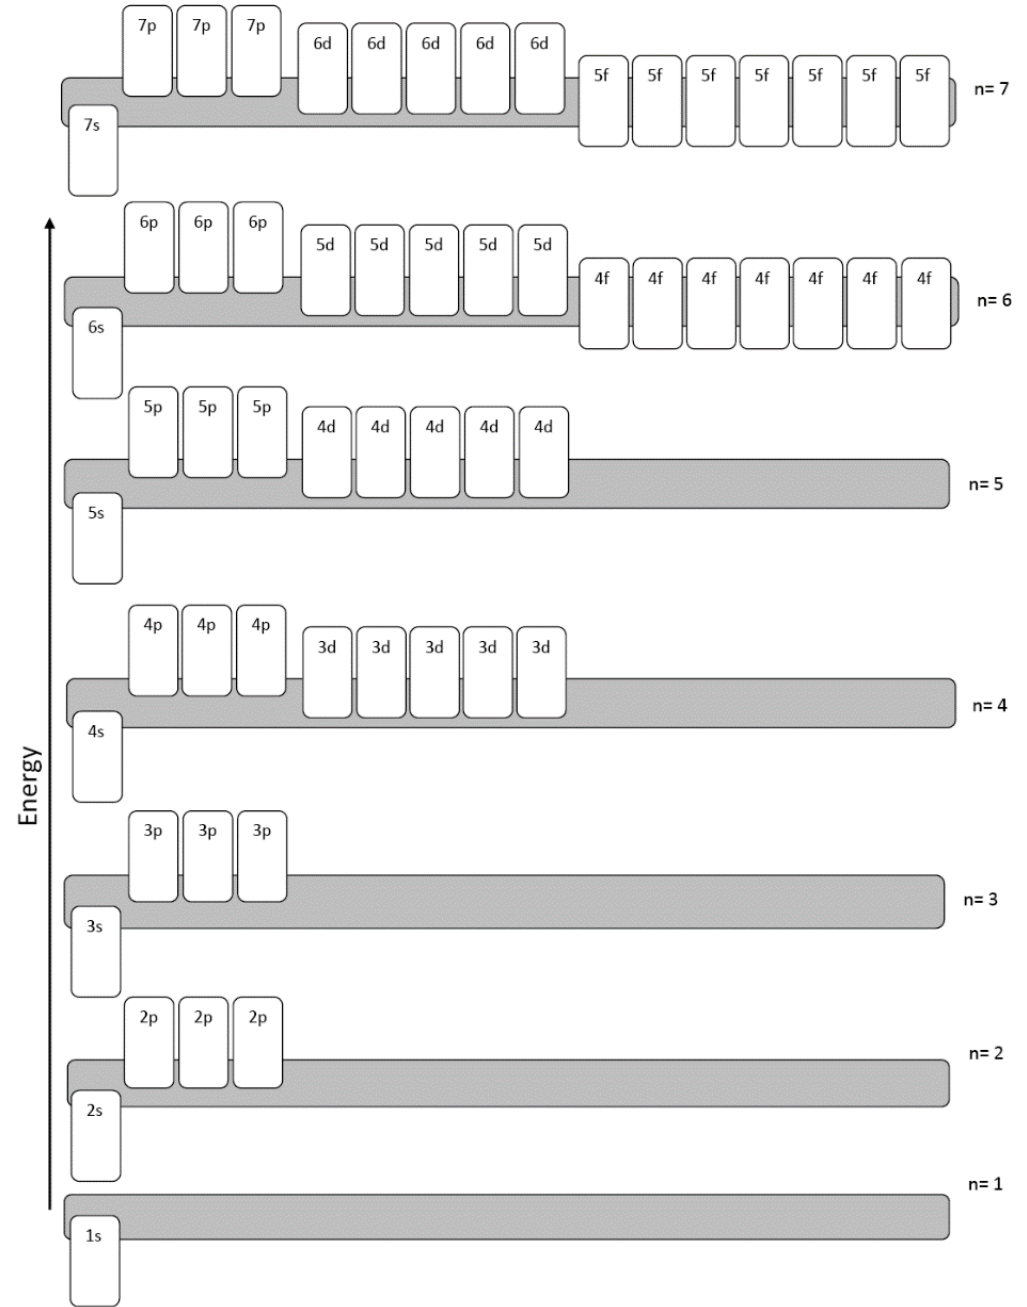 7p 7p 7p
6d 6d 6d 6d 6d
5f 5f 5f 5f 5f 5f 5f
n= 7
7s
6p 6p 6p
5d 5d 5d 5d 5d
4f 4f 4f 4f 4f 4f 4f
n= 6
6s
5p 5p 5p
4d 4d 4d 4d 4d
n= 5
5s
4p 4p 4p
3d 3d 3d 3d 3d
n= 4
4s
Energy
3p 3p 3p
n= 3
3s
2p 2p 2p
n= 2
2s
n= 1
1s